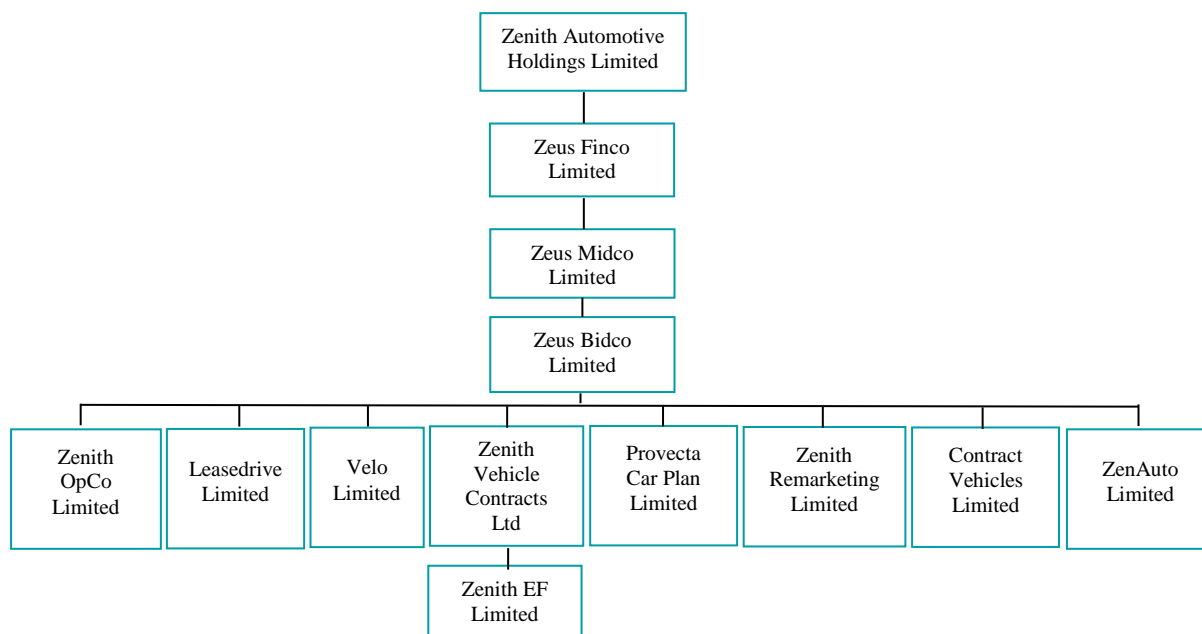 Zenith Automotive
Holdings Limited
Zeus Finco
Limited
Zeus Midco
Limited
Zeus Bidco
Limited
Zenith
OpCo
Limited
Leasedrive
Limited
Velo
Limited
Zenith
Vehicle
Contracts
Ltd
Provecta
Car Plan
Limited
Zenith
Remarketing
Limited
Contract
Vehicles
Limited
ZenAuto
Limited
Zenith EF
Limited